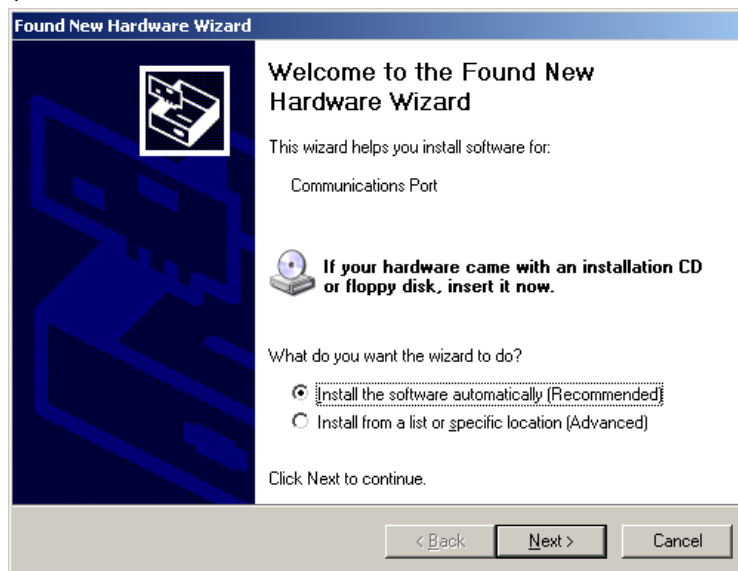 Found New Hardware Wizard
Welcome to the Found New
Hardware Wizard
This wizard helps you install software for:
Communications Port
If your hardware came with an installation CD
or floppy disk, insert it now.
What do you want the wizard to do?
Install the software automatically (Recommended)
Install from a list or specific location (Advanced)
Click Next to continue.
< Back Next > Cancel